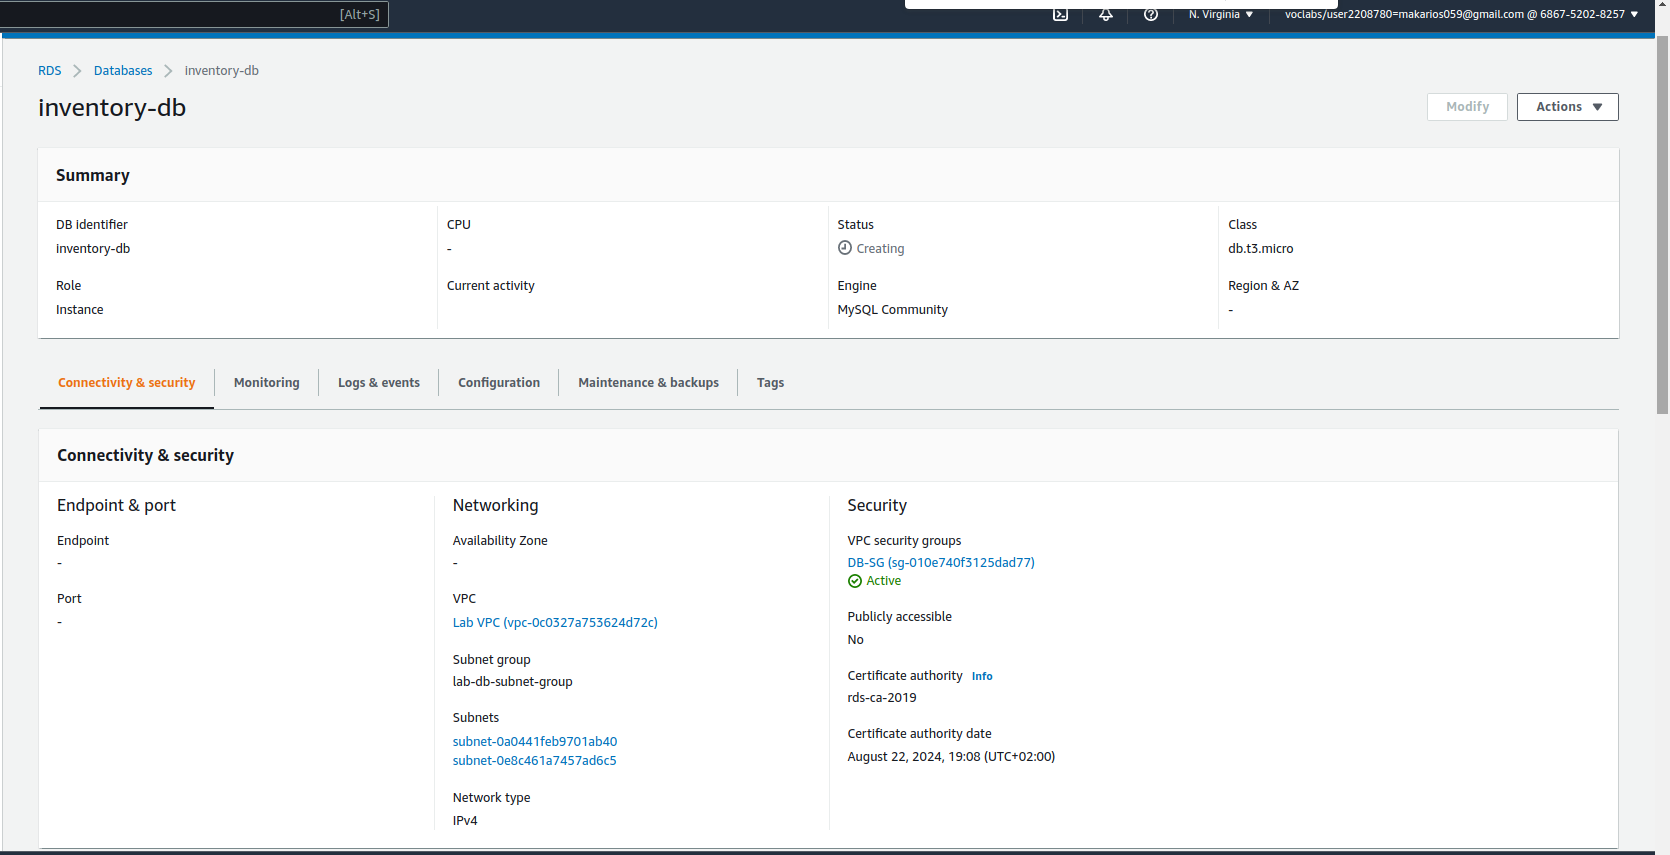 [Alt+S]
N. Virginia ▼
voclabs/user2208780=makarios059@gmail.com @ 6867-5202-8257 ▼
RDS > Databases > inventory-db
inventory-db
Modify
Actions ▼
Summary
DB identifier
inventory-db
Role
Instance
CPU
-
Current activity
Status
Creating
Engine
MySQL Community
Class
db.t3.micro
Region & AZ
-
Connectivity & security
Monitoring
Logs & events
Configuration
Maintenance & backups
Tags
Connectivity & security
Endpoint & port
Endpoint
-
Port
-
Networking
Availability Zone
-
VPC
Lab VPC (vpc-0c0327a753624d72c)
Subnet group
lab-db-subnet-group
Subnets
subnet-0a0441feb9701ab40
subnet-0e8c461a7457ad6c5
Network type
IPv4
Security
VPC security groups
DB-SG (sg-010e740f3125dad77)
Active
Publicly accessible
No
Certificate authority Info
rds-ca-2019
Certificate authority date
August 22, 2024, 19:08 (UTC+02:00)